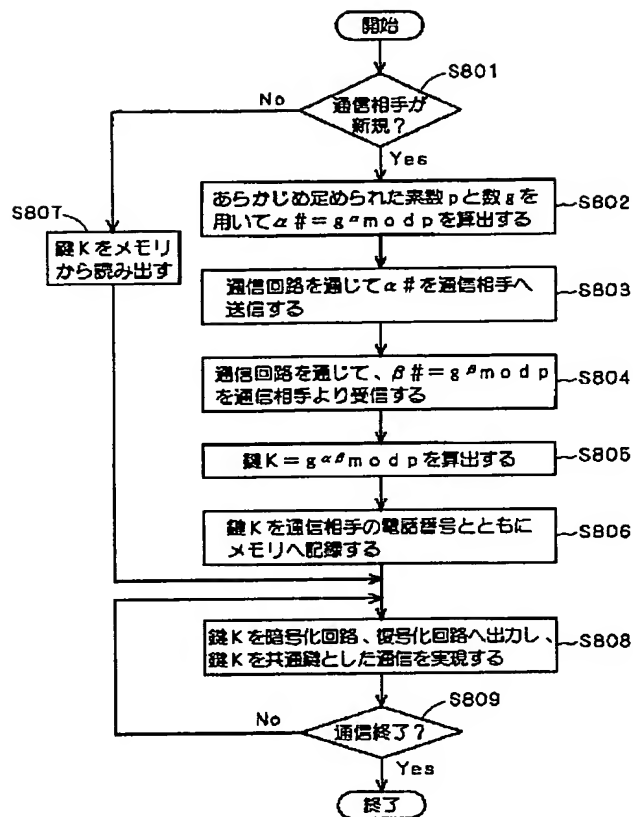 開始
S801
通信相手が
新規?
No
Yes
S802
あらかじめ定められた素数pと数gを
用いてα#=g^α mod pを算出する
S807
鍵Kをメモリ
から読み出す
S803
通信回路を通じてα#を通信相手へ
送信する
S804
通信回路を通じて、β#=g^β mod p
を通信相手より受信する
S805
鍵K=g^αβ mod pを算出する
S806
鍵Kを通信相手の電話番号とともに
メモリへ記録する
S808
鍵Kを暗号化回路、復号化回路へ出力し、
鍵Kを共通鍵とした通信を実現する
S809
No
通信終了?
Yes
終了